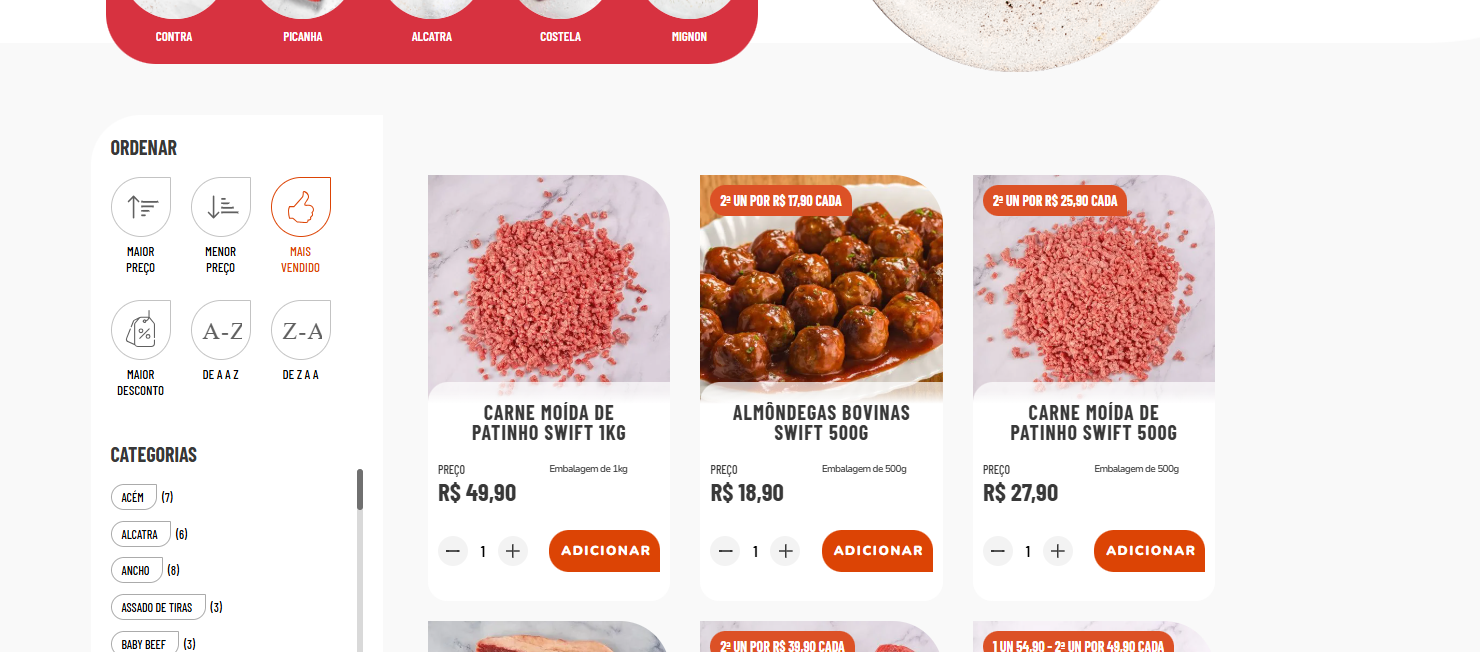 CONTRA
PICANHA
ALCATRA
COSTELA
MIGNON
ORDENAR
MAIOR
PREÇO
MENOR
PREÇO
MAIS
VENDIDO
%
MAIOR
DESCONTO
A-Z
DE A A Z
Z-A
DE Z A A
CATEGORIAS
ACÉM (7)
ALCATRA (6)
ANCHO (8)
ASSADO DE TIRAS (3)
BABY BEEF (3)
CARNE MOÍDA DE
PATINHO SWIFT 1KG
PREÇO
Embalagem de 1kg
R$ 49,90
1
ADICIONAR
2ª UN POR R$ 17,90 CADA
ALMÔNDEGAS BOVINAS
SWIFT 500G
PREÇO
Embalagem de 500g
R$ 18,90
1
ADICIONAR
2ª UN POR R$ 25,90 CADA
CARNE MOÍDA DE
PATINHO SWIFT 500G
PREÇO
Embalagem de 500g
R$ 27,90
1
ADICIONAR
2ª UN POR R$ 39,90 CADA
1 UN 54,90 - 2ª UN POR 49,90 CADA